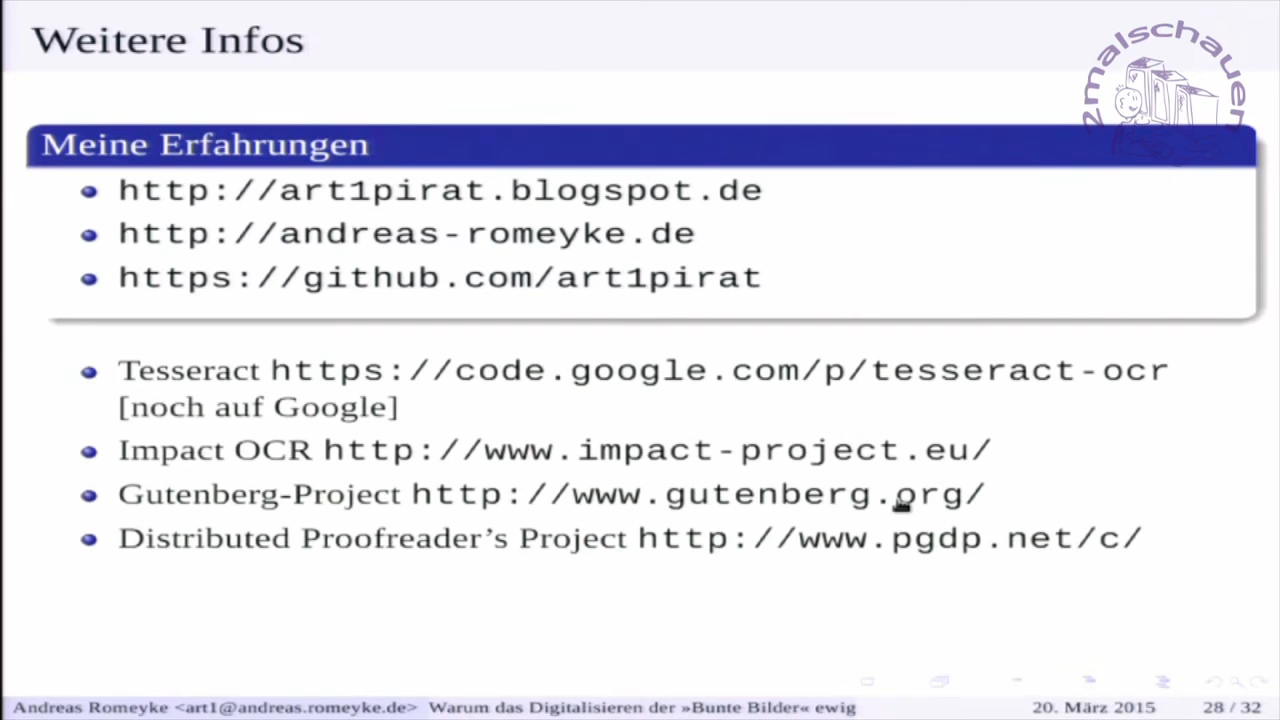 Weitere Infos
2malschauen
Meine Erfahrungen
http://art1pirat.blogspot.de
http://andreas-romeyke.de
https://github.com/art1pirat
Tesseract https://code.google.com/p/tesseract-ocr
[noch auf Google]
Impact OCR http://www.impact-project.eu/
Gutenberg-Project http://www.gutenberg.org/
Distributed Proofreader’s Project http://www.pgdp.net/c/
Andreas Romeyke <art1@andreas.romeyke.de> Warum das Digitalisieren der »Bunte Bilder« ewig 20. März 2015 28 / 32